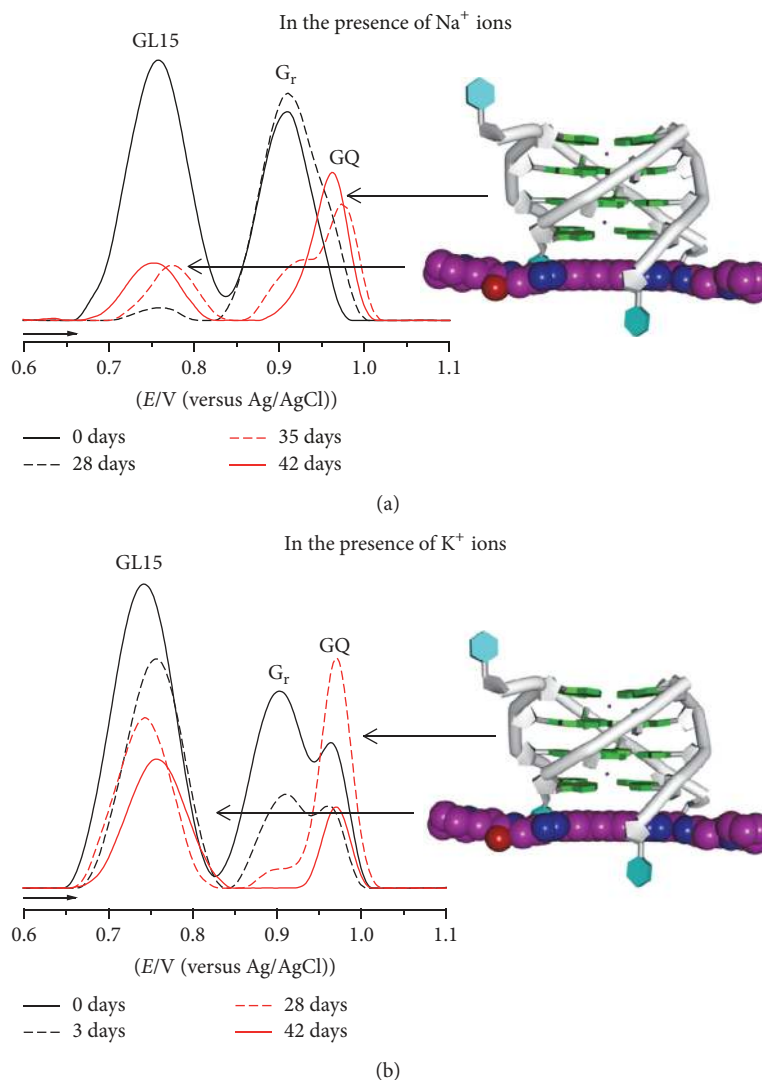 In the presence of Na⁺ ions
GL15
Gᵣ
GQ
0.6 0.7 0.8 0.9 1.0 1.1
(E/V (versus Ag/AgCl))
0 days
28 days
35 days
42 days
(a)
In the presence of K⁺ ions
GL15
GQ
Gᵣ
0.6 0.7 0.8 0.9 1.0 1.1
(E/V (versus Ag/AgCl))
0 days
3 days
28 days
42 days
(b)